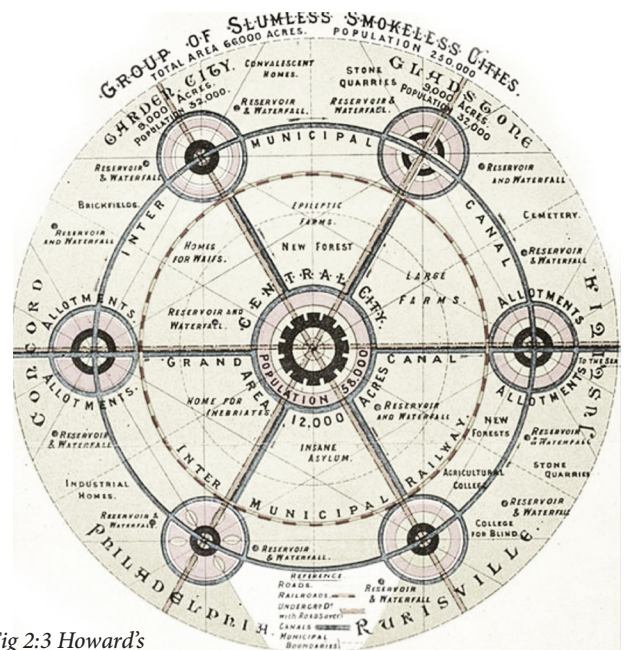 GROUP OF SLUMLESS SMOKELESS CITIES.
TOTAL AREA 66000 ACRES. POPULATION 250,000
GARDEN CITY.
9,000 ACRES.
POPULATION 32,000.
CONVALESCENT
HOMES.
STONE
QUARRIES
GLADSTONE
9,000 ACRES.
POPULATION 32,000
RESERVOIR
& WATERFALL.
RESERVOIR &
WATERFALL.
INTER MUNICIPAL CANAL
RESERVOIR
& WATERFALL
RESERVOIR
AND WATERFALL
BRICKFIELDS.
EPILEPTIC
FARMS.
CEMETERY.
RESERVOIR
AND WATERFALL
HOMES
FOR WAIFS.
NEW FOREST
RESERVOIR
& WATERFALL
LARGE
FARMS.
CONCORD
ALLOTMENTS.
RESERVOIR AND
WATERFALL.
CENTRAL CITY.
ALLOTMENTS
JUSTITIA
GRAND CANAL
TO THE SEA
ALLOTMENTS.
POPULATION 58,000
AREA 12,000 ACRES
ALLOTMENTS
HOME FOR
INEBRIATES.
RESERVOIR
AND WATERFALL
NEW
FORESTS
RESERVOIR
& WATERFALL
RESERVOIR
& WATERFALL
INSANE
ASYLUM.
STONE
QUARRIES
INTER MUNICIPAL RAILWAY.
AGRICULTURAL
COLLEGE
INDUSTRIAL
HOMES.
RESERVOIR
& WATERFALL
RESERVOIR &
WATERFALL
COLLEGE
FOR BLIND
RESERVOIR
& WATERFALL.
PHILADELPHIA
RURISVILLE
REFERENCE
ROADS.
RAILROADS
UNDERGRD Do
with ROAD over
CANALS
MUNICIPAL
BOUNDARIES
RESERVOIR
& WATERFALL
Fig 2:3 Howard's